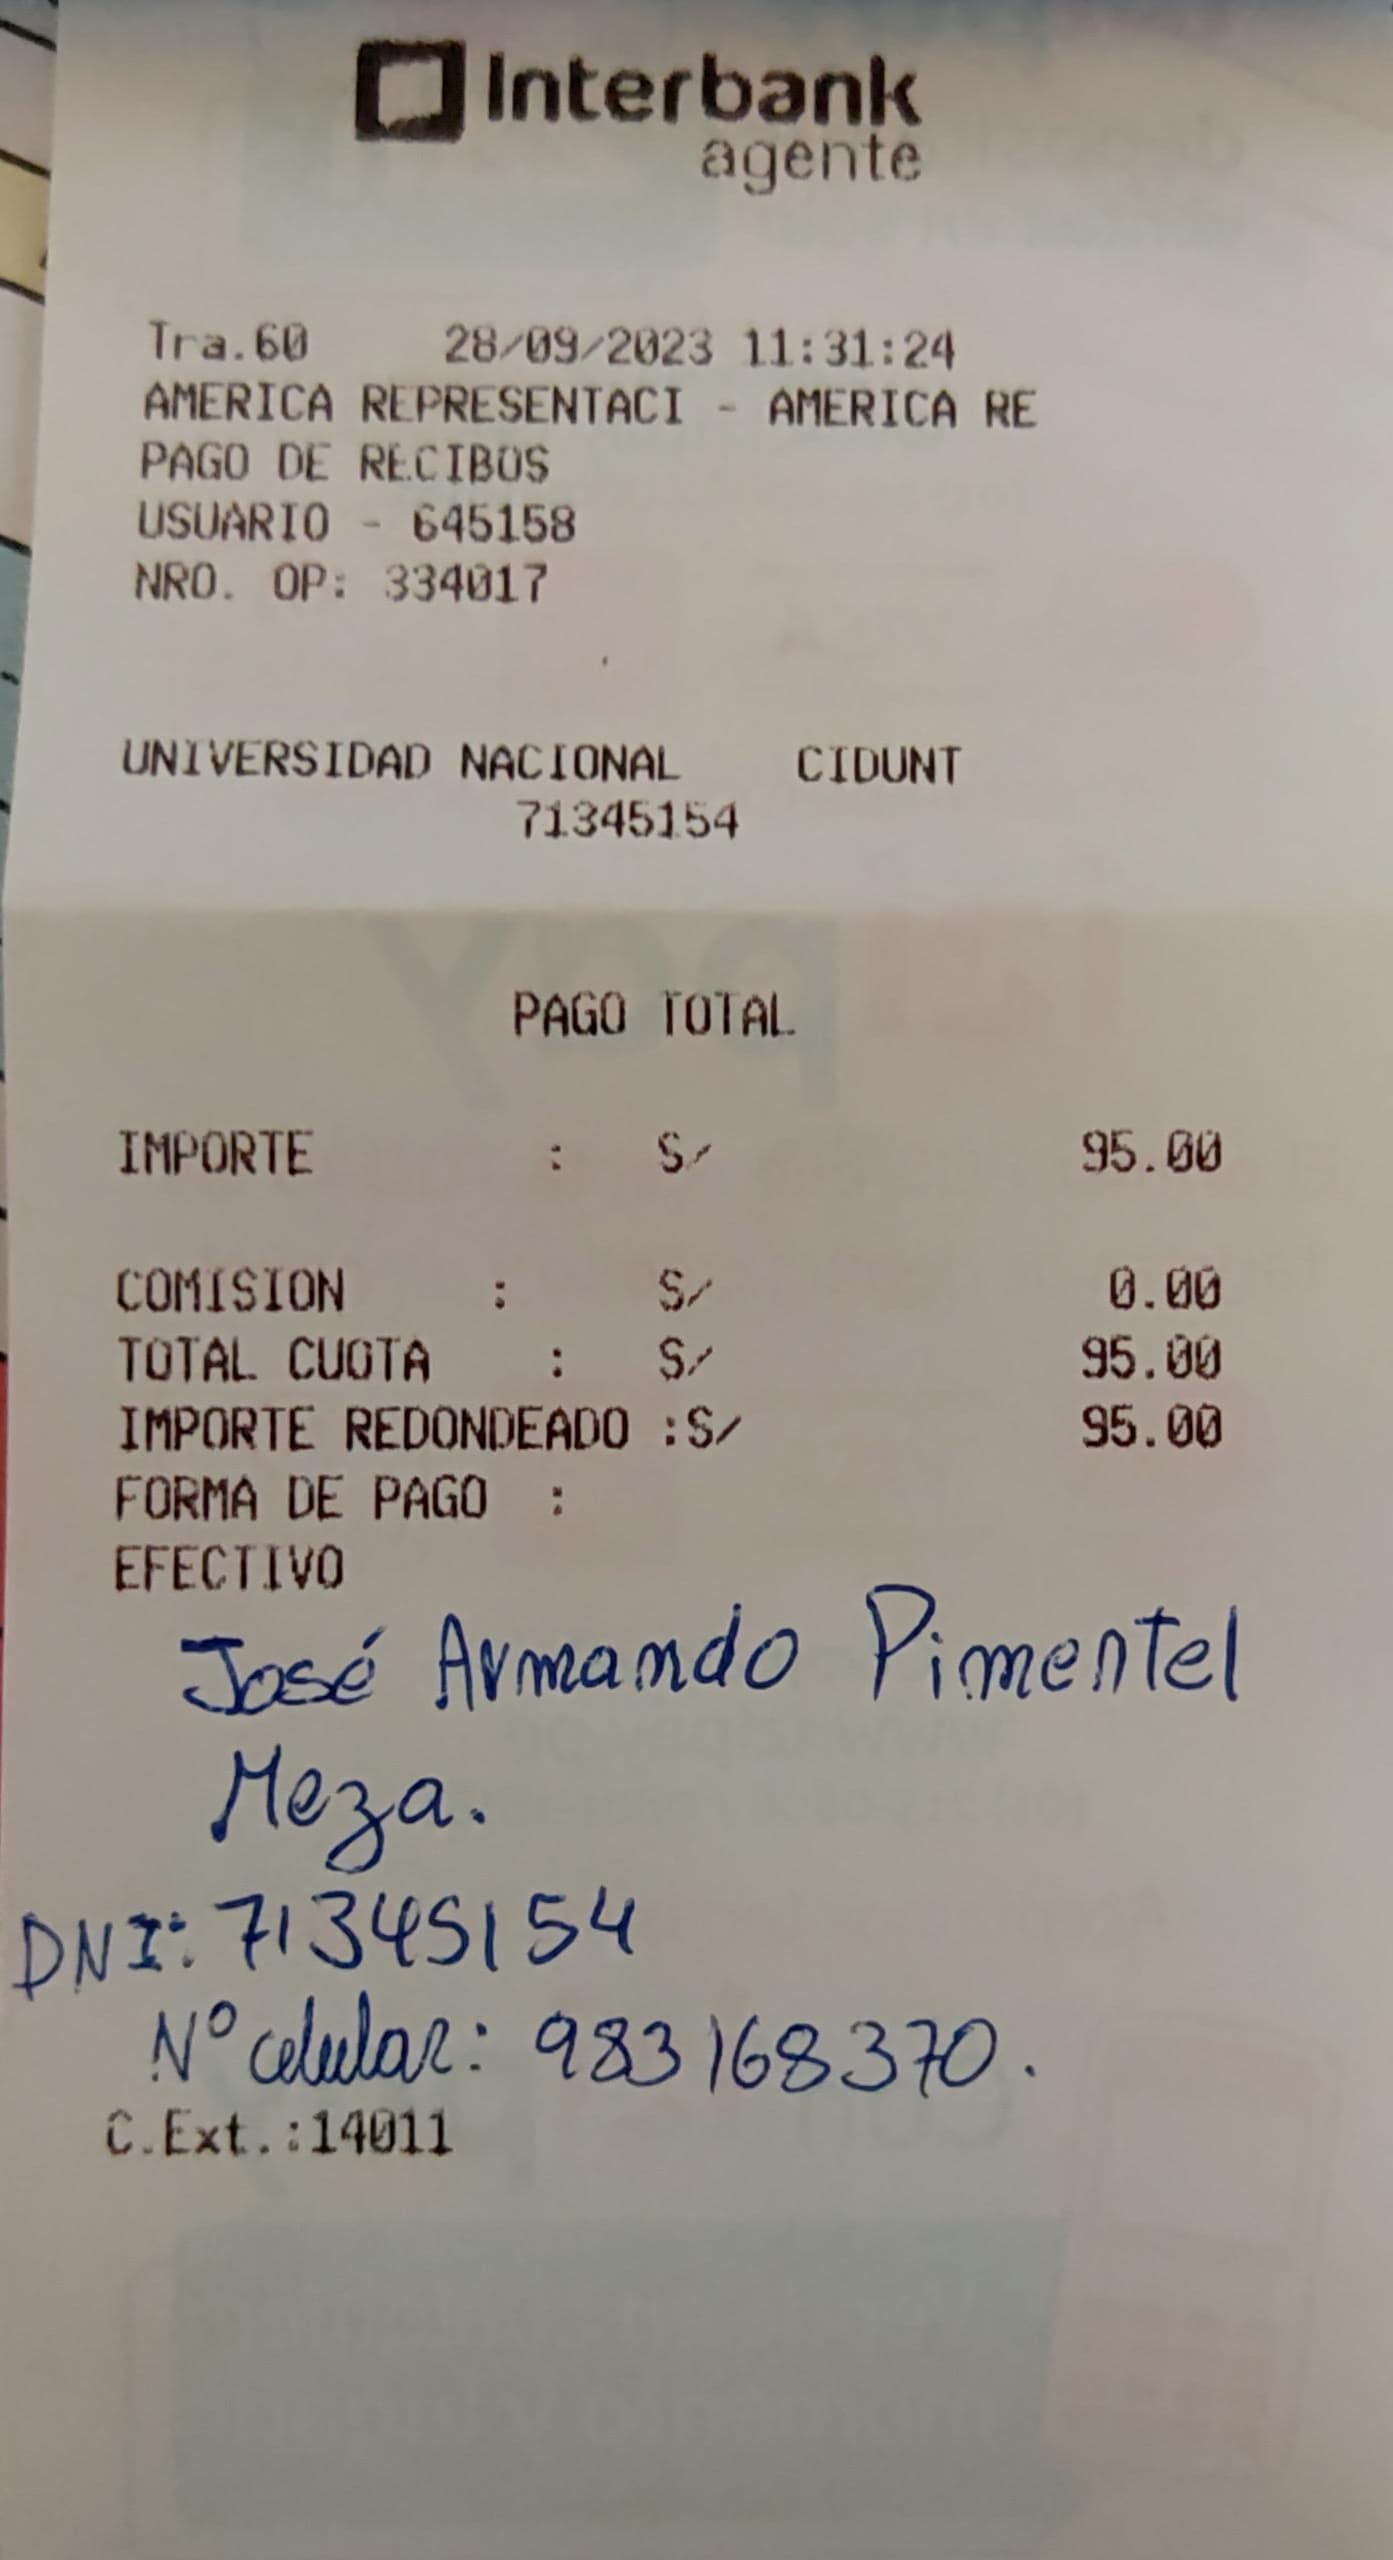 Interbank
agente
Tra.60 28/09/2023 11:31:24
AMERICA REPRESENTACI - AMERICA RE
PAGO DE RECIBOS
USUARIO - 645158
NRO. OP: 334017
UNIVERSIDAD NACIONAL CIDUNT
71345154
PAGO TOTAL
IMPORTE : S/ 95.00
COMISION : S/ 0.00
TOTAL CUOTA : S/ 95.00
IMPORTE REDONDEADO :S/ 95.00
FORMA DE PAGO :
EFECTIVO
José Armando Pimentel
Meza.
DNI: 71345154
N° celular: 983168370.
C.Ext.:14011